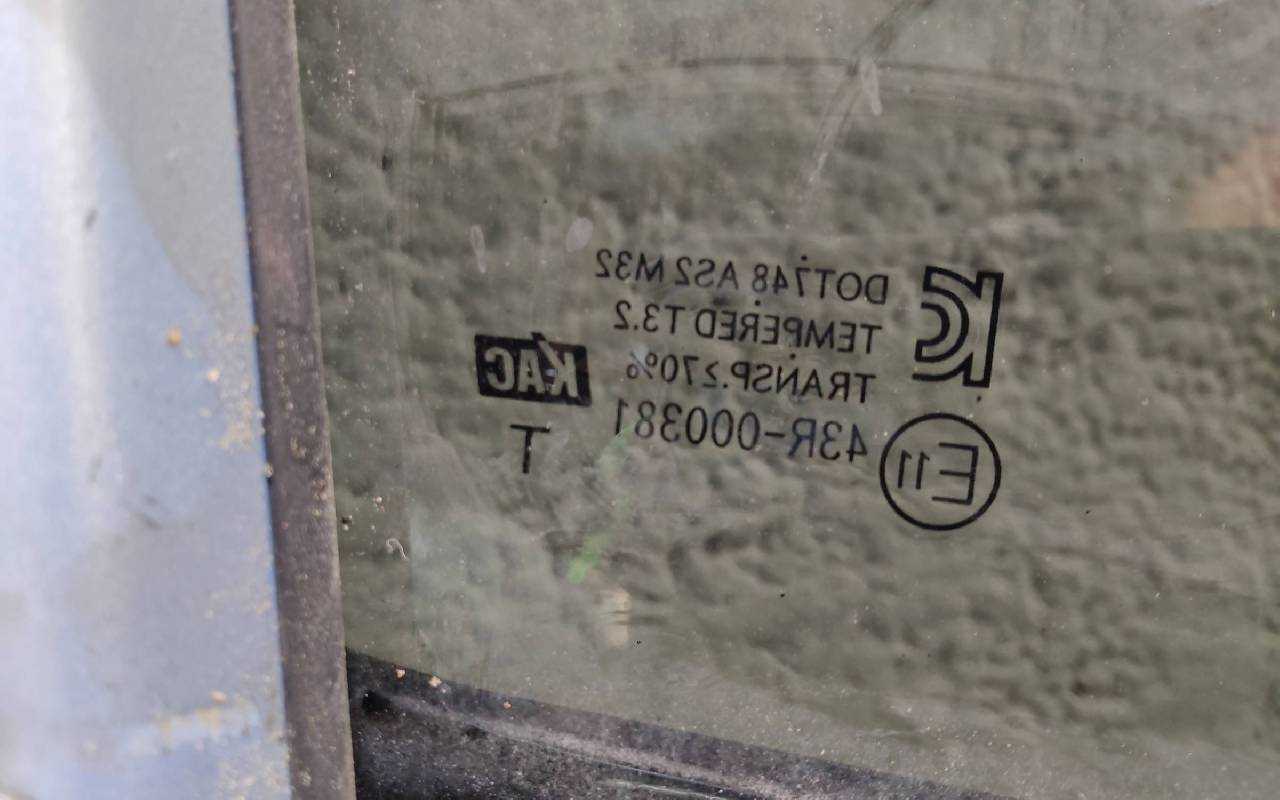 DOT748 AS2 M32
TEMPERED T3.2
TRANSP.≥70%
43R-000381
E11
KAC
T